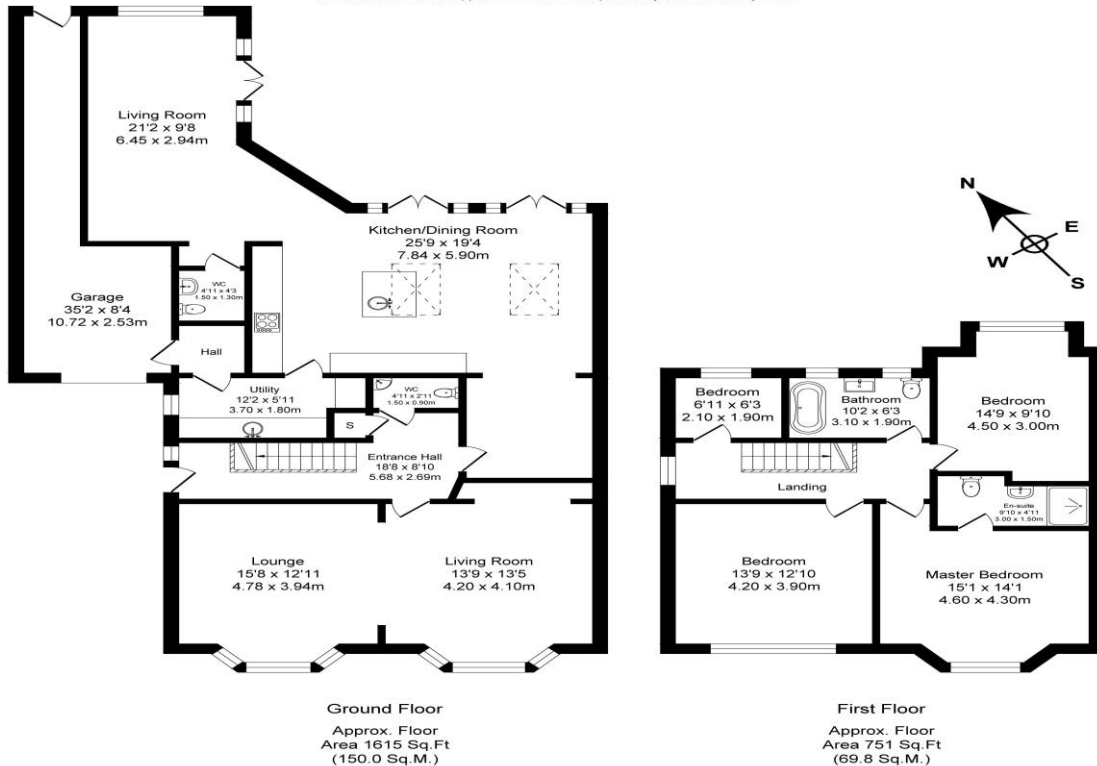 Living Room
21'2 x 9'8
6.45 x 2.94m
Kitchen/Dining Room
25'9 x 19'4
7.84 x 5.90m
WC
4'11 x 4'3
1.50 x 1.30m
Garage
35'2 x 8'4
10.72 x 2.53m
Hall
Utility
12'2 x 5'11
3.70 x 1.80m
WC
4'11 x 2'11
1.50 x 0.90m
S
Entrance Hall
18'8 x 8'10
5.68 x 2.69m
Lounge
15'8 x 12'11
4.78 x 3.94m
Living Room
13'9 x 13'5
4.20 x 4.10m
Ground Floor
Approx. Floor
Area 1615 Sq.Ft
(150.0 Sq.M.)
N
E
W
S
Bedroom
6'11 x 6'3
2.10 x 1.90m
Bathroom
10'2 x 6'3
3.10 x 1.90m
Bedroom
14'9 x 9'10
4.50 x 3.00m
Landing
En-suite
9'10 x 4'11
3.00 x 1.50m
Bedroom
13'9 x 12'10
4.20 x 3.90m
Master Bedroom
15'1 x 14'1
4.60 x 4.30m
First Floor
Approx. Floor
Area 751 Sq.Ft
(69.8 Sq.M.)